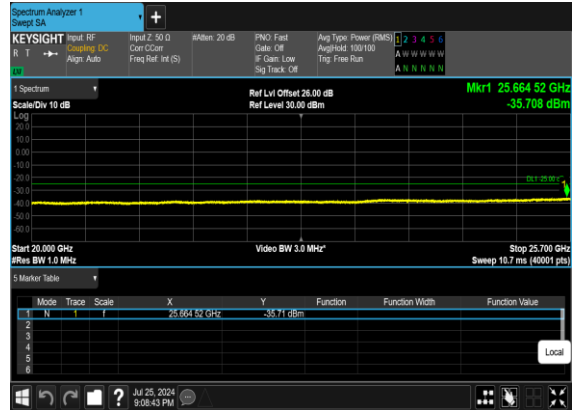 Spectrum Analyzer 1
Swept SA
+
KEYSIGHT Input: RF Input Z: 50 Ω #Atten: 20 dB PNO: Fast Avg Type: Power (RMS) 1 2 3 4 5 6
R T Coupling: DC Corr CCorr Gate: Off Avg|Hold: 100/100 A W W W W W
Align: Auto Freq Ref: Int (S) IF Gain: Low Trig: Free Run
Sig Track: Off A N N N N N
1 Spectrum
Scale/Div 10 dB Ref Lvl Offset 26.00 dB Ref Level 30.00 dBm Mkr1 25.664 52 GHz
-35.708 dBm
Log
20.0
10.0
0.00
-10.0
-20.0
DL1 -25.00
1
-30.0
-40.0
-50.0
-60.0
Start 20.000 GHz Video BW 3.0 MHz* Stop 25.700 GHz
#Res BW 1.0 MHz Sweep 10.7 ms (40001 pts)
5 Marker Table
Mode Trace Scale X Y Function Function Width Function Value
1 N 1 f 25.664 52 GHz -35.71 dBm
2
3
4
5
6
Local
?
Jul 25, 2024
9:08:43 PM